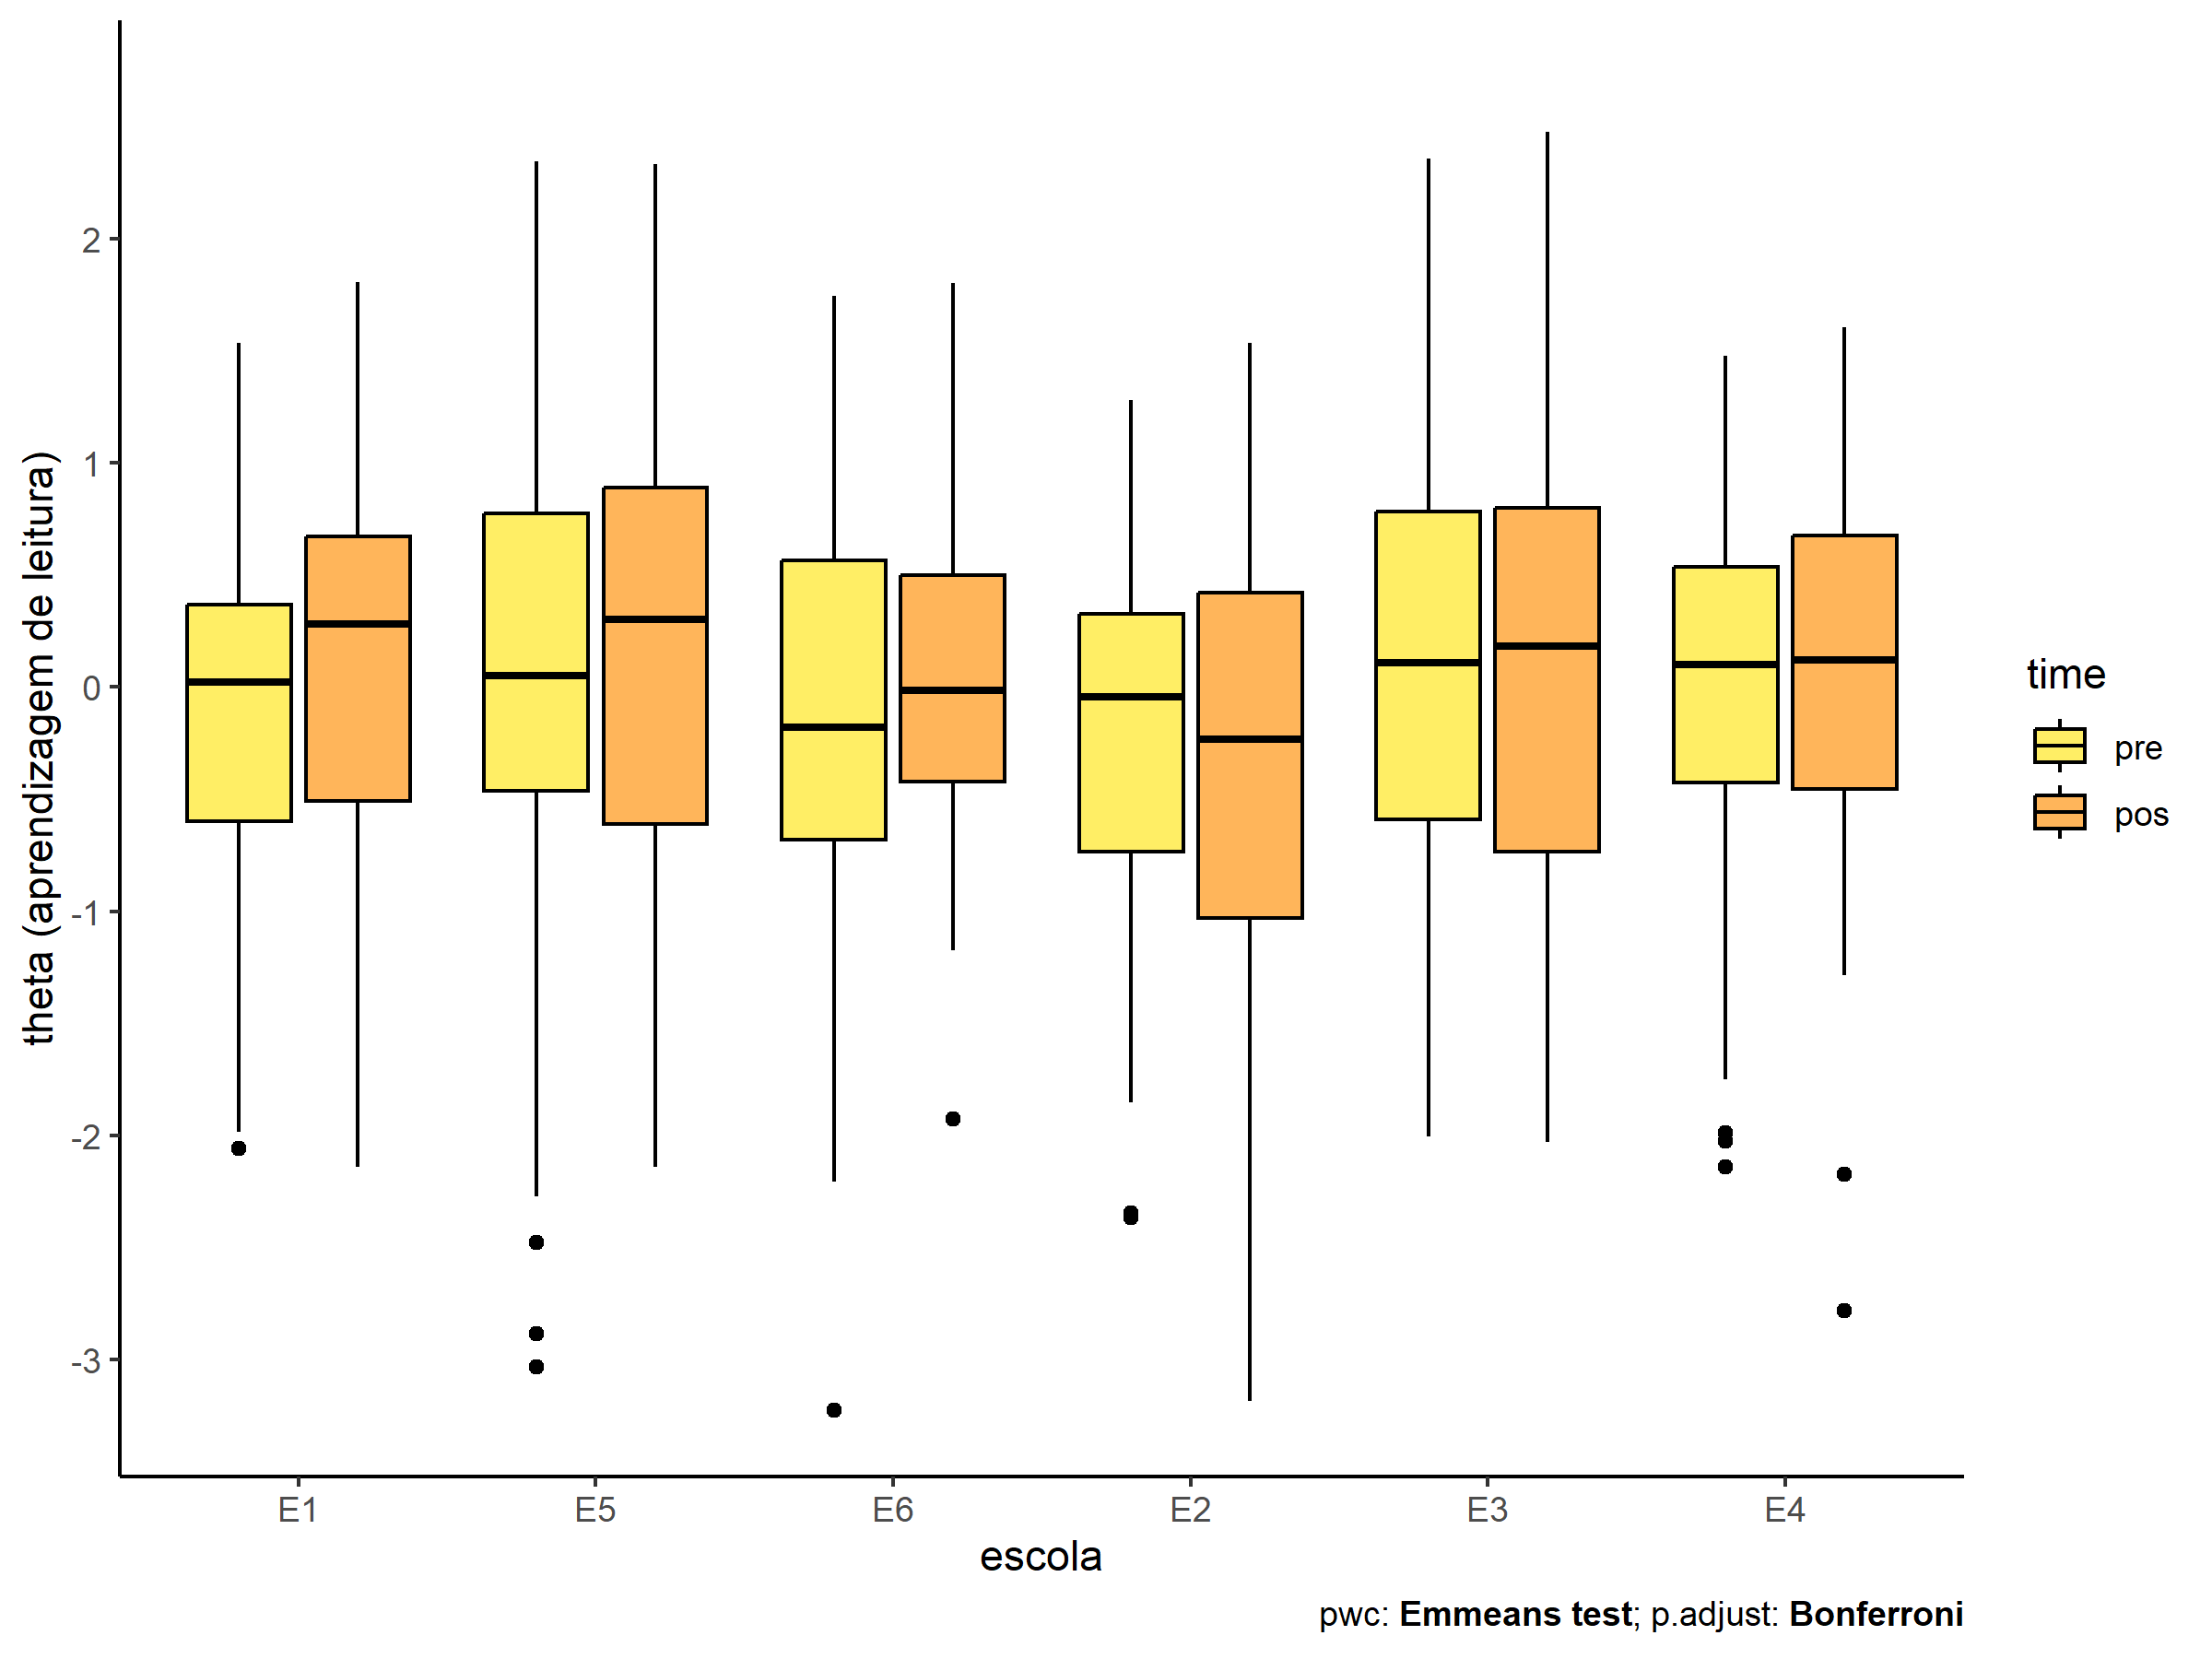 theta (aprendizagem de leitura)
2
1
0
-1
-2
-3
E1 E5 E6 E2 E3 E4
escola
time
pre
pos
pwc: Emmeans test; p.adjust: Bonferroni